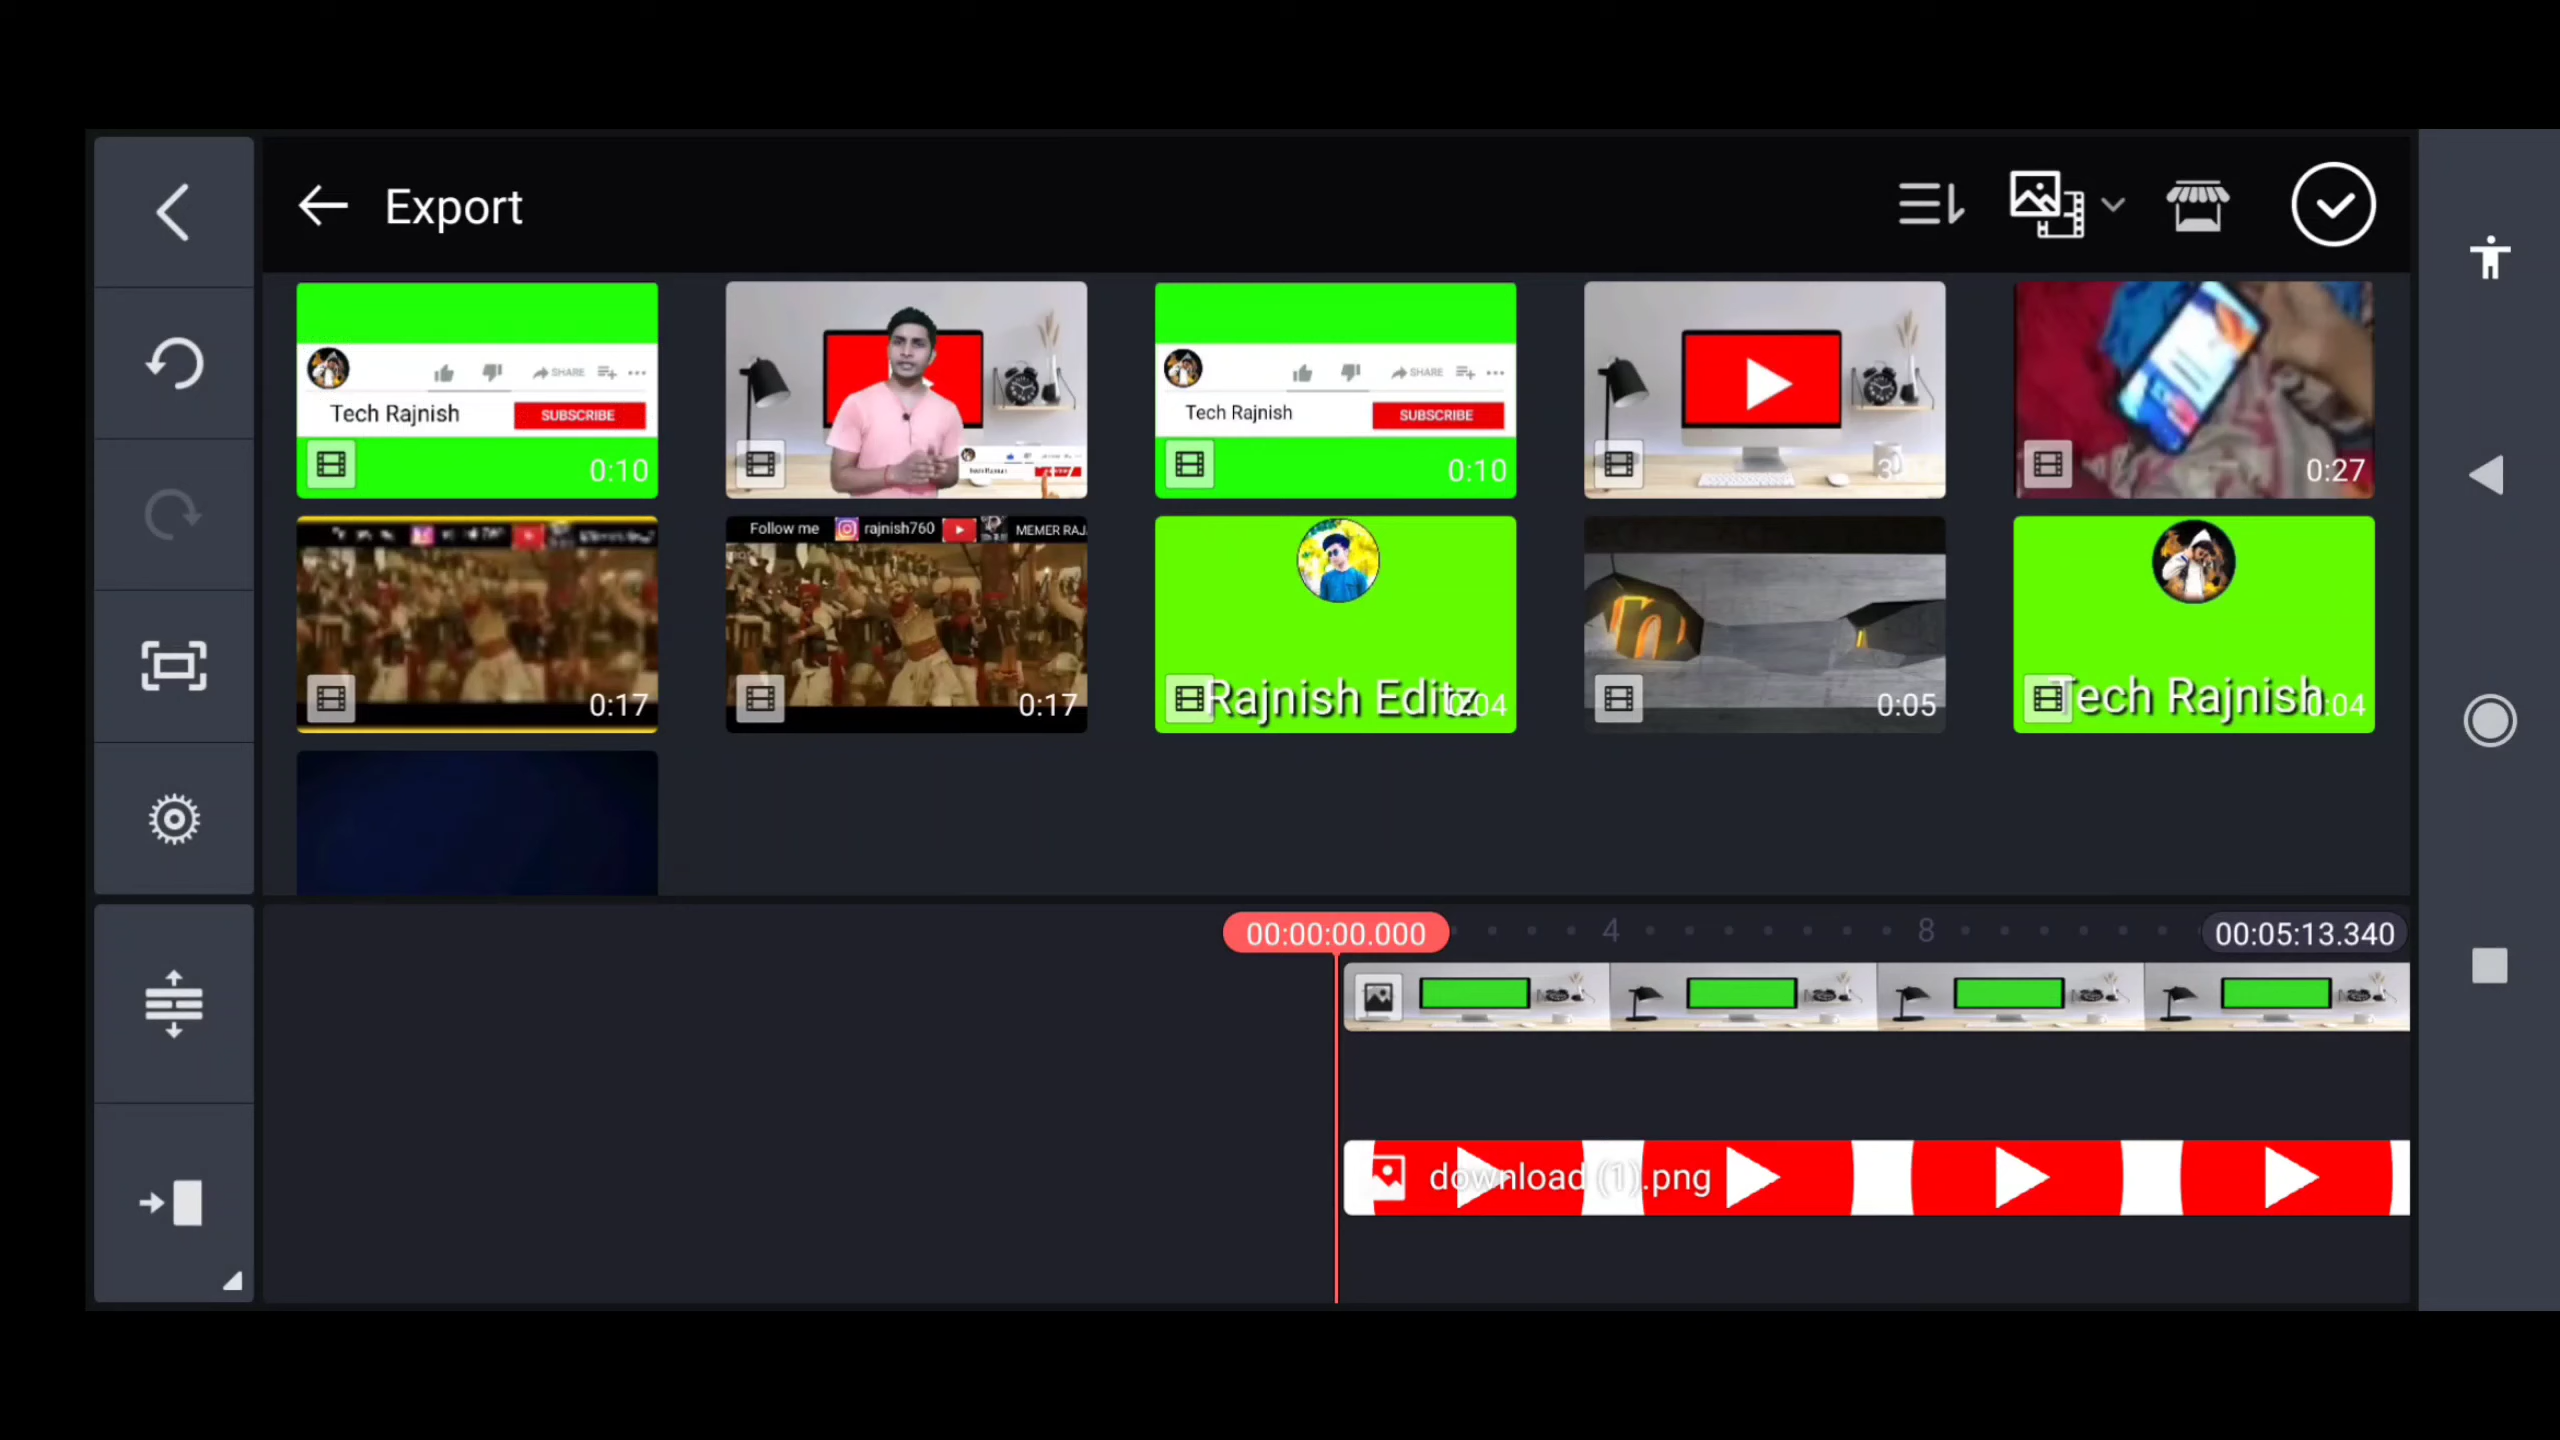 Export
SHARE
Tech Rajnish
SUBSCRIBE
0:10
SHARE
Tech Rajnish
SUBSCRIBE
0:10
0:27
0:17
Follow me rajnish760 MEMER RAJ
0:17
Rajnish Editz
0:04
n
0:05
Tech Rajnish
0:04
00:00:00.000
4
8
00:05:13.340
download (1).png